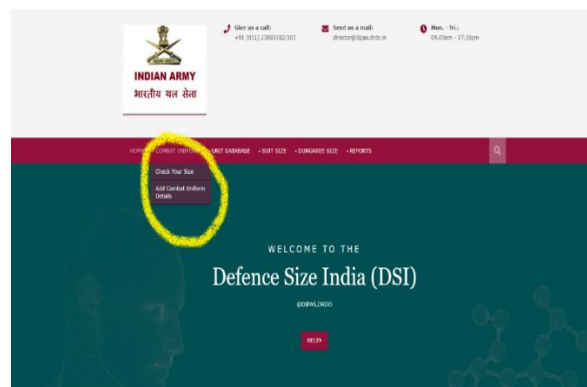 Give us a call:
+91 (011) 23883102/103
Send us a mail:
director@dipas.drdo.in
Mon. - Fri.:
09.00am - 17.30pm
INDIAN ARMY
भारतीय थल सेना
HOME COMBAT UNIFORM UNIT DATABASE SUIT SIZE DUNGAREE SIZE REPORTS
Check Your Size
Add Combat Uniform
Details
WELCOME TO THE
Defence Size India (DSI)
@DIPAS,DRDO
HELP